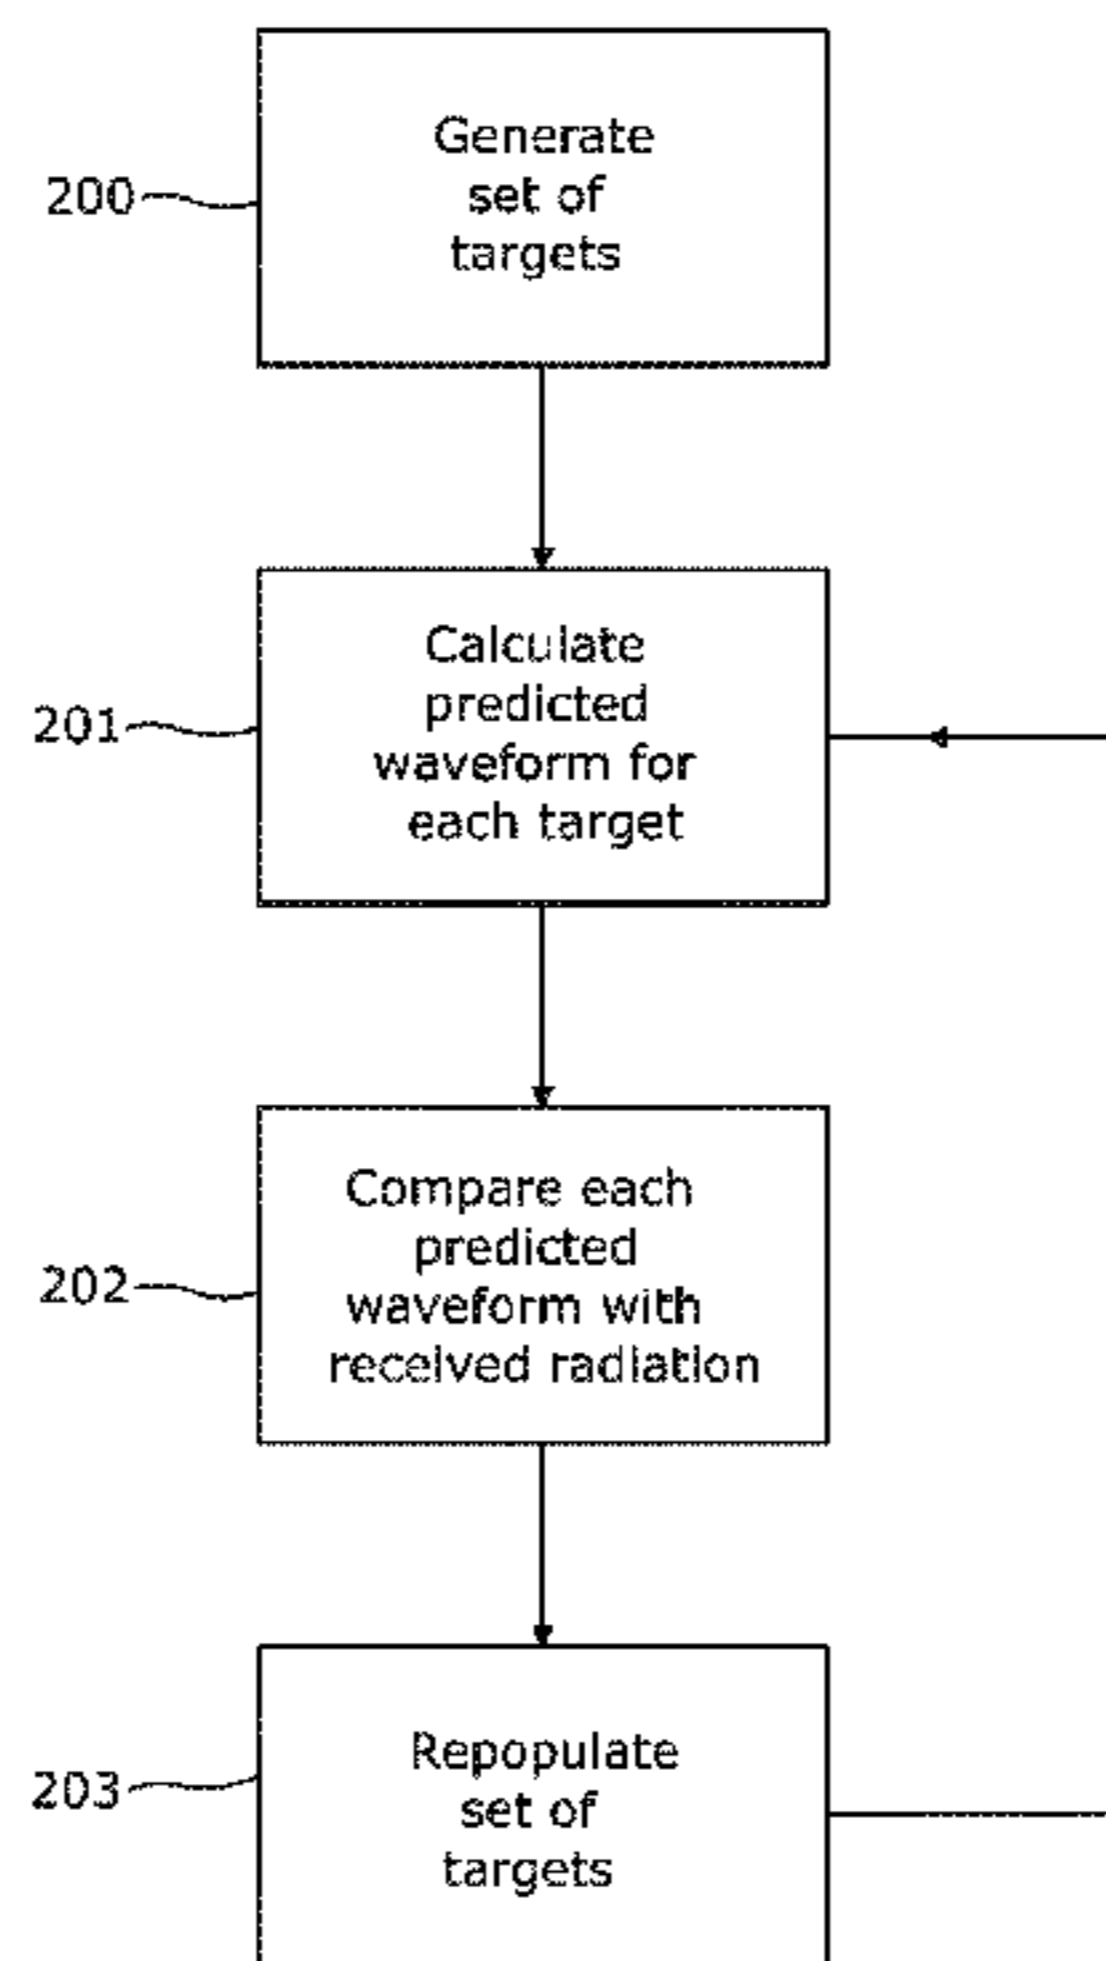 200
Generate
set of
targets
201
Calculate
predicted
waveform for
each target
202
Compare each
predicted
waveform with
received radiation
203
Repopulate
set of
targets